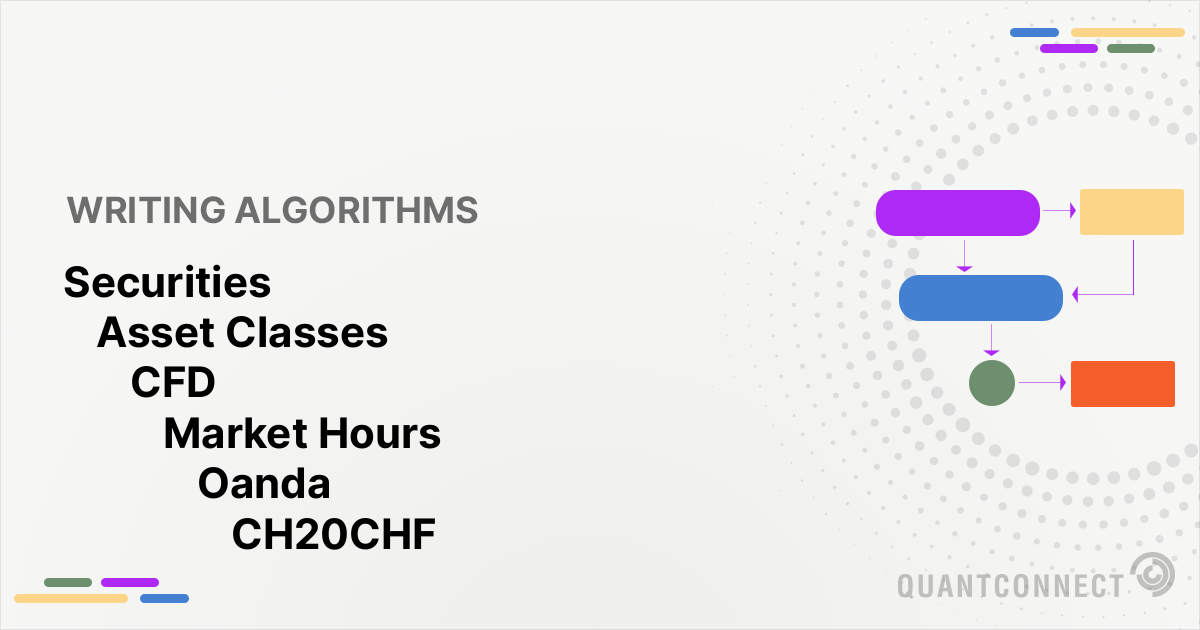 WRITING ALGORITHMS
Securities
Asset Classes
CFD
Market Hours
Oanda
CH20CHF
QUANTCONNECT